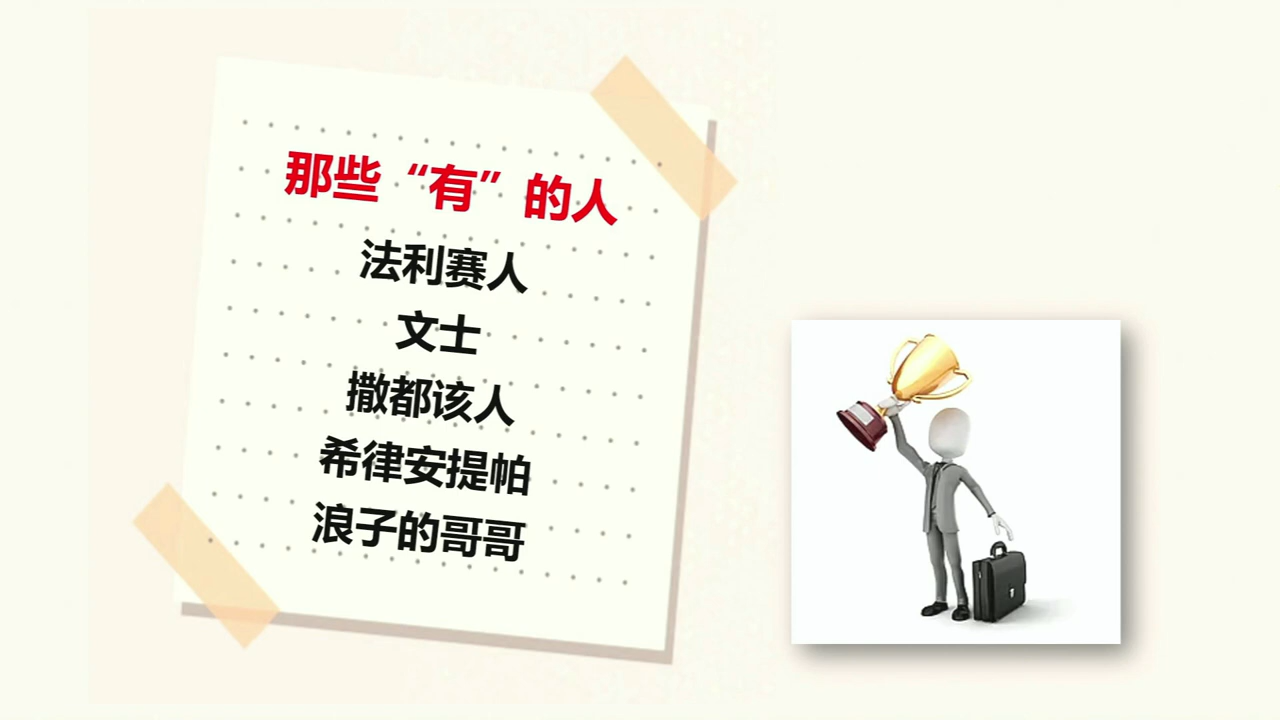 那些“有”的人
法利赛人
文士
撒都该人
希律安提帕
浪子的哥哥